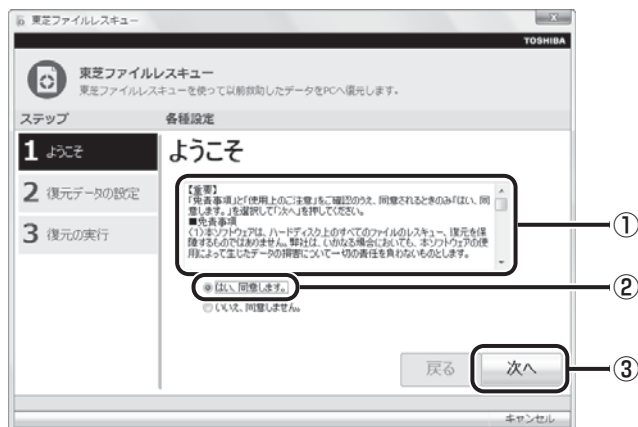 東芝ファイルレスキュー
TOSHIBA
東芝ファイルレスキュー
東芝ファイルレスキューを使って以前救助したデータをPCへ復元します。
ステップ
各種設定
1 ようこそ
2 復元データの設定
3 復元の実行
ようこそ
【重要】
「免責事項」と「使用上のご注意」をご確認のうえ、同意されるときのみ「はい、同
意します。」を選択して「次へ」を押してください。
■免責事項
(1)本ソフトウェアは、ハードディスク上のすべてのファイルのレスキュー、復元を保
障するものではありません。弊社は、いかなる場合においても、本ソフトウェアの使
用によって生じたデータの損害について一切の責任を負わないものとします。
①
はい、同意します。
②
いいえ、同意しません。
戻る
次へ
③
キャンセル